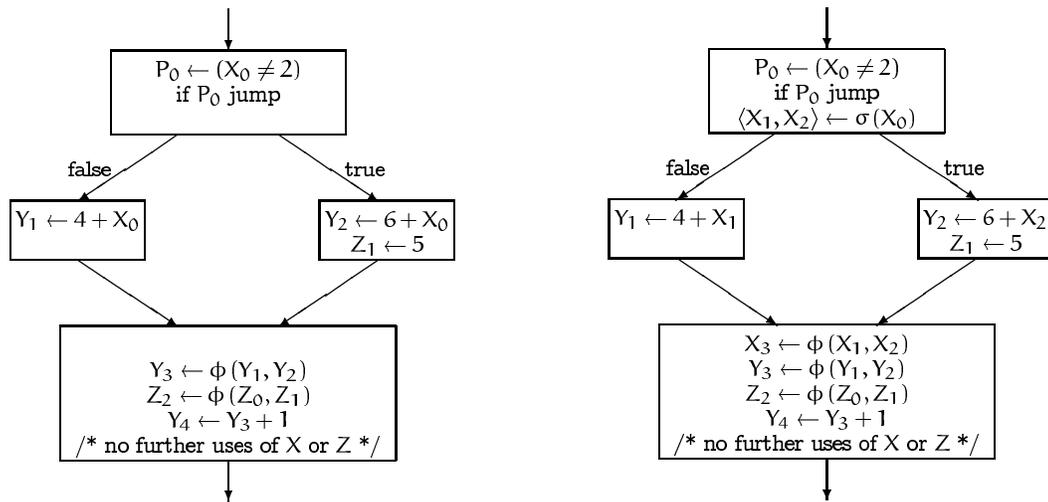 P₀ ← (X₀ ≠ 2)
if P₀ jump
false
true
Y₁ ← 4 + X₀
Y₂ ← 6 + X₀
Z₁ ← 5
Y₃ ← ϕ (Y₁, Y₂)
Z₂ ← ϕ (Z₀, Z₁)
Y₄ ← Y₃ + 1
/* no further uses of X or Z */
P₀ ← (X₀ ≠ 2)
if P₀ jump
⟨X₁, X₂⟩ ← σ (X₀)
false
true
Y₁ ← 4 + X₁
Y₂ ← 6 + X₂
Z₁ ← 5
X₃ ← ϕ (X₁, X₂)
Y₃ ← ϕ (Y₁, Y₂)
Z₂ ← ϕ (Z₀, Z₁)
Y₄ ← Y₃ + 1
/* no further uses of X or Z */